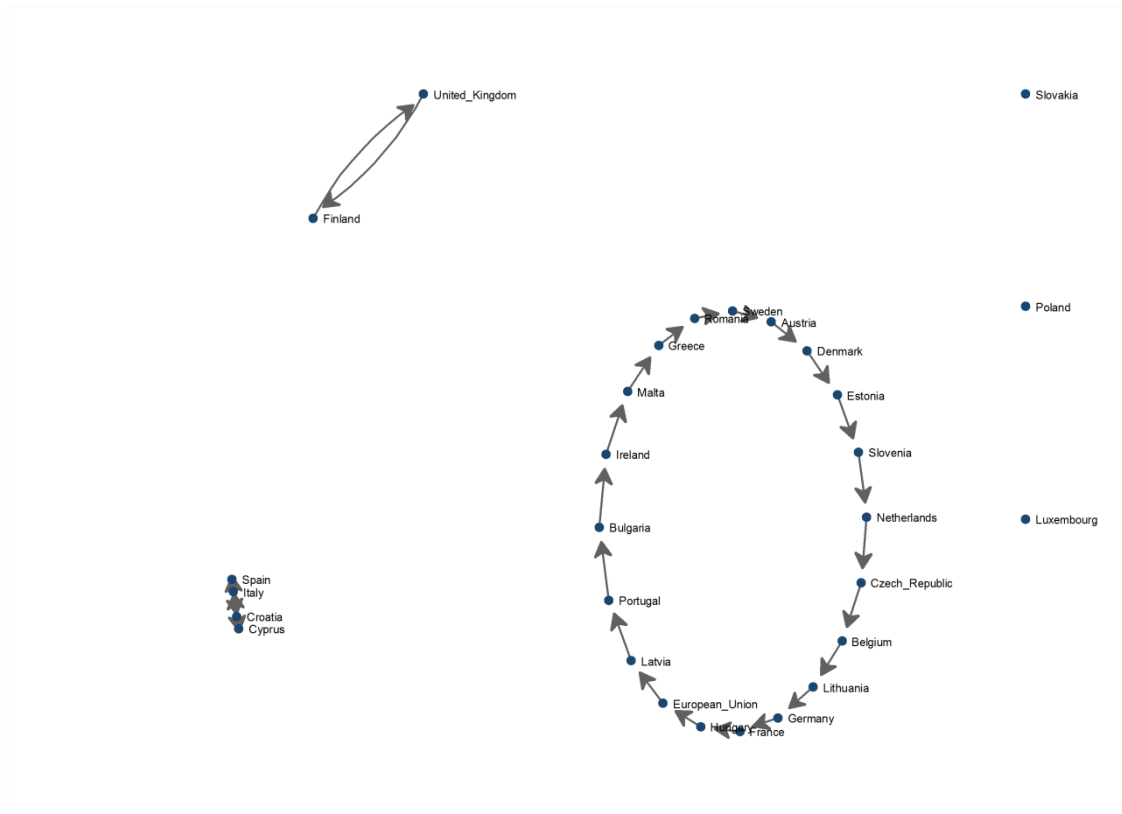 United_Kingdom
Slovakia
Finland
Poland
Sweden
Romania
Austria
Greece
Denmark
Malta
Estonia
Ireland
Slovenia
Netherlands
Luxembourg
Bulgaria
Spain
Czech_Republic
Italy
Portugal
Croatia
Cyprus
Belgium
Latvia
Lithuania
European_Union
Germany
Hungary
France